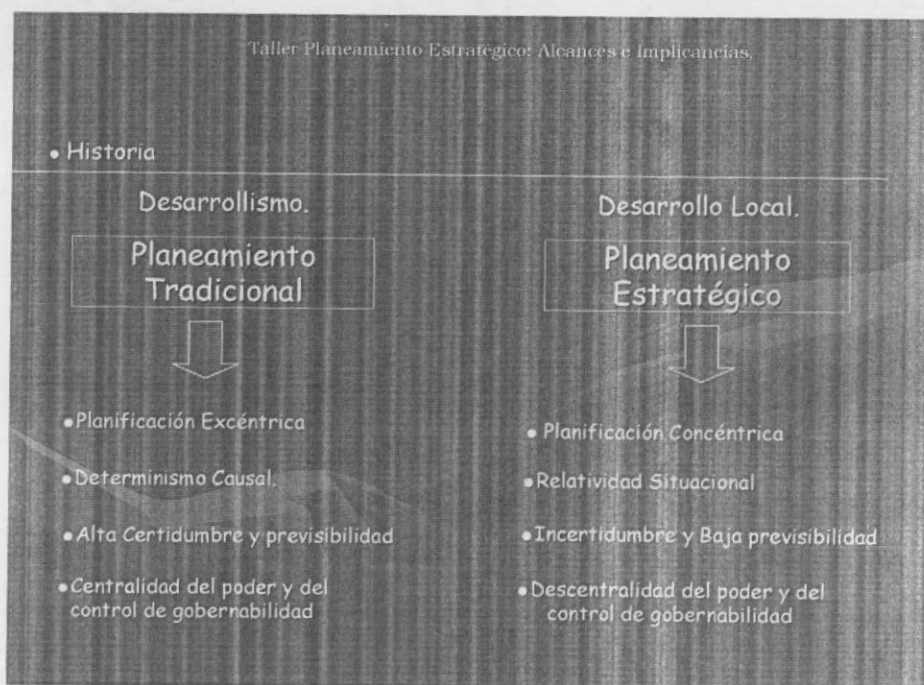 Taller Planeamiento Estratégico: Alcances e Implicancias.
• Historia
Desarrollismo.
Planeamiento
Tradicional
• Planificación Excéntrica
• Determinismo Causal.
• Alta Certidumbre y previsibilidad
• Centralidad del poder y del
control de gobernabilidad
Desarrollo Local.
Planeamiento
Estratégico
• Planificación Concéntrica
• Relatividad Situacional
• Incertidumbre y Baja previsibilidad
• Descentralidad del poder y del
control de gobernabilidad